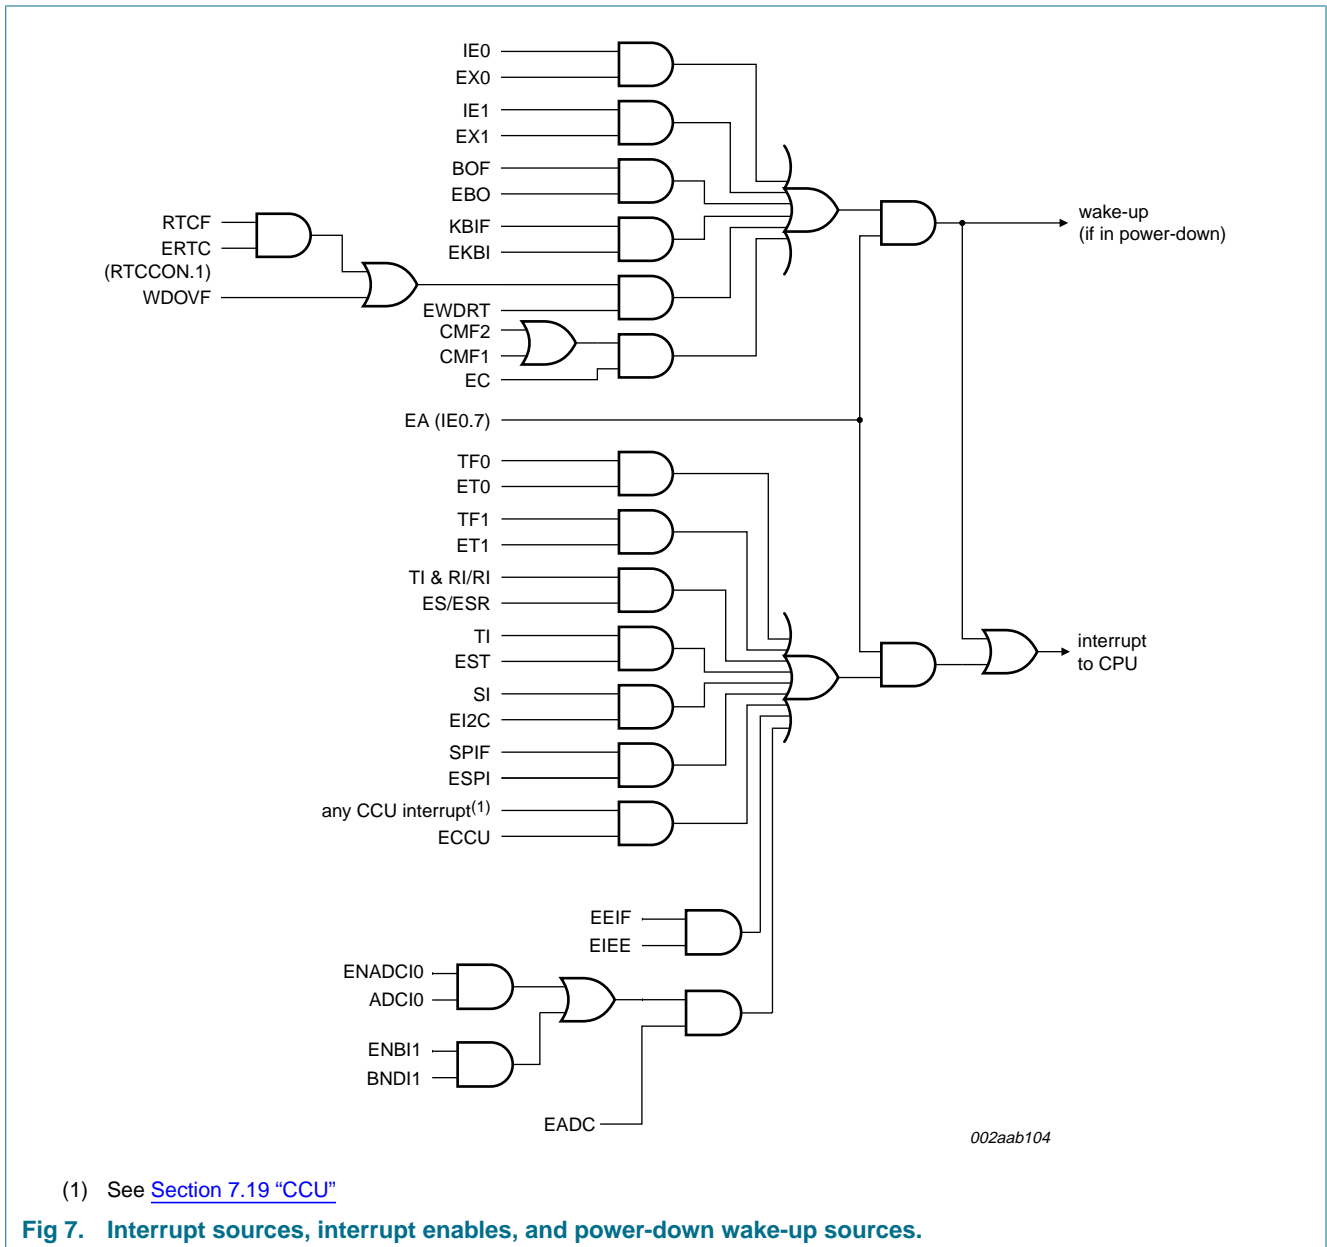 IE0
EX0
IE1
EX1
BOF
EBO
RTCF
ERTC
(RTCCON.1)
WDOVF
KBIF
EKBI
EWDRT
CMF2
CMF1
EC
wake-up
(if in power-down)
EA (IE0.7)
TF0
ET0
TF1
ET1
TI & RI/RI
ES/ESR
TI
EST
interrupt
to CPU
SI
EI2C
SPIF
ESPI
any CCU interrupt(1)
ECCU
EEIF
EIEE
ENADCI0
ADCI0
ENBI1
BNDI1
EADC
002aab104
(1) See Section 7.19 “CCU”
Fig 7. Interrupt sources, interrupt enables, and power-down wake-up sources.